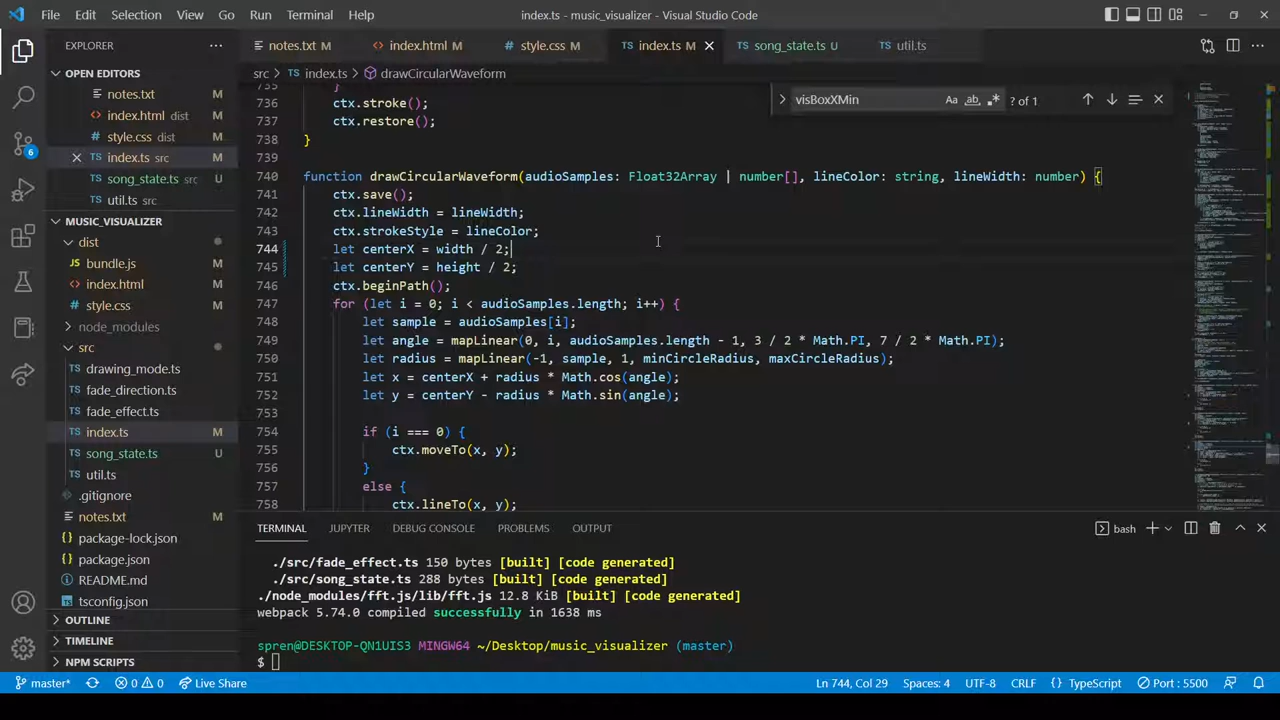 File Edit Selection View Go Run Terminal Help index.ts - music_visualizer - Visual Studio Code
EXPLORER
OPEN EDITORS
notes.txt M
index.html dist M
style.css dist M
index.ts src M
song_state.ts U
util.ts src M
MUSIC_VISUALIZER
dist
bundle.js M
index.html M
style.css M
node_modules
src
drawing_mode.ts
fade_direction.ts
fade_effect.ts
index.ts M
song_state.ts U
util.ts M
.gitignore
notes.txt M
package-lock.json
package.json
README.md
tsconfig.json
OUTLINE
TIMELINE
NPM SCRIPTS
6
notes.txt M index.html M style.css M index.ts M song_state.ts U util.ts M
src > index.ts > drawCircularWaveform
visBoxXMin Aa ab .* ? of 1
735 }
736 ctx.stroke();
737 ctx.restore();
738 }
739
740 function drawCircularWaveform(audioSamples: Float32Array | number[], lineColor: string, lineWidth: number) {
741 ctx.save();
742 ctx.lineWidth = lineWidth;
743 ctx.strokeStyle = lineColor;
744 let centerX = width / 2;
745 let centerY = height / 2;
746 ctx.beginPath();
747 for (let i = 0; i < audioSamples.length; i++) {
748 let sample = audioSamples[i];
749 let angle = mapLinear(0, i, audioSamples.length - 1, 3 / 2 * Math.PI, 7 / 2 * Math.PI);
750 let radius = mapLinear(-1, sample, 1, minCircleRadius, maxCircleRadius);
751 let x = centerX + radius * Math.cos(angle);
752 let y = centerY - radius * Math.sin(angle);
753
754 if (i === 0) {
755 ctx.moveTo(x, y);
756 }
757 else {
758 ctx.lineTo(x, y);
TERMINAL JUPYTER DEBUG CONSOLE PROBLEMS OUTPUT bash
./src/fade_effect.ts 150 bytes [built] [code generated]
./src/song_state.ts 288 bytes [built] [code generated]
./node_modules/fft.js/lib/fft.js 12.8 KiB [built] [code generated]
webpack 5.74.0 compiled successfully in 1638 ms
spren@DESKTOP-QN1UIS3 MINGW64 ~/Desktop/music_visualizer (master)
$
master* 0 0 Live Share Ln 744, Col 29 Spaces: 4 UTF-8 CRLF {} TypeScript Port : 5500